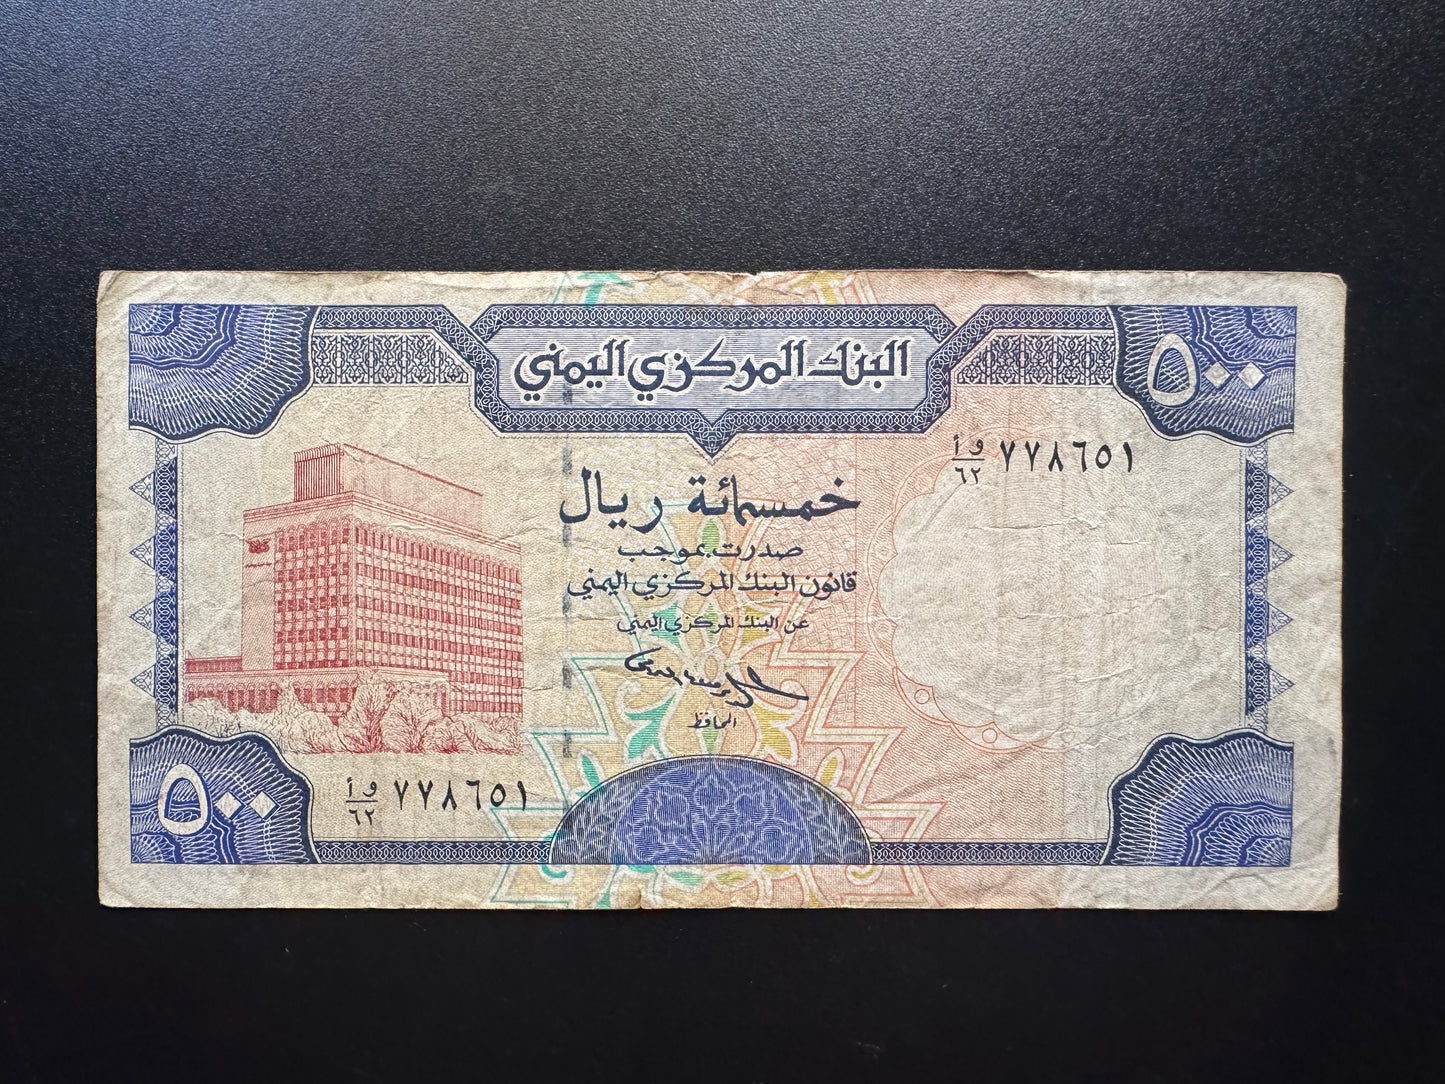 البنك المركزي اليمني
٥٠٠
و أ
٦٢
٧٧٨٦٥١
خمسمائة ريال
صدرت بموجب
قانون البنك المركزي اليمني
عن البنك المركزي اليمني
المحافظ
٥٠٠
و أ
٦٢
٧٧٨٦٥١